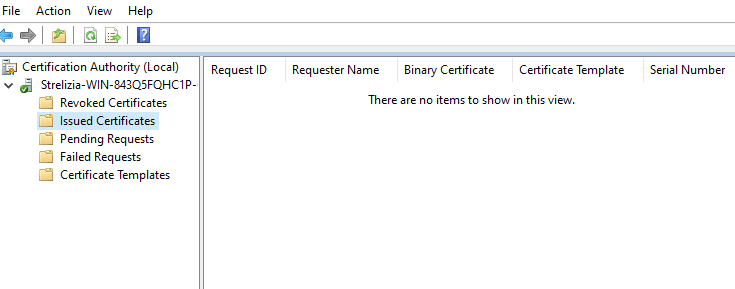 File Action View Help
Certification Authority (Local)
Strelizia-WIN-843Q5FQHC1P-
Revoked Certificates
Issued Certificates
Pending Requests
Failed Requests
Certificate Templates
Request ID Requester Name Binary Certificate Certificate Template Serial Number
There are no items to show in this view.